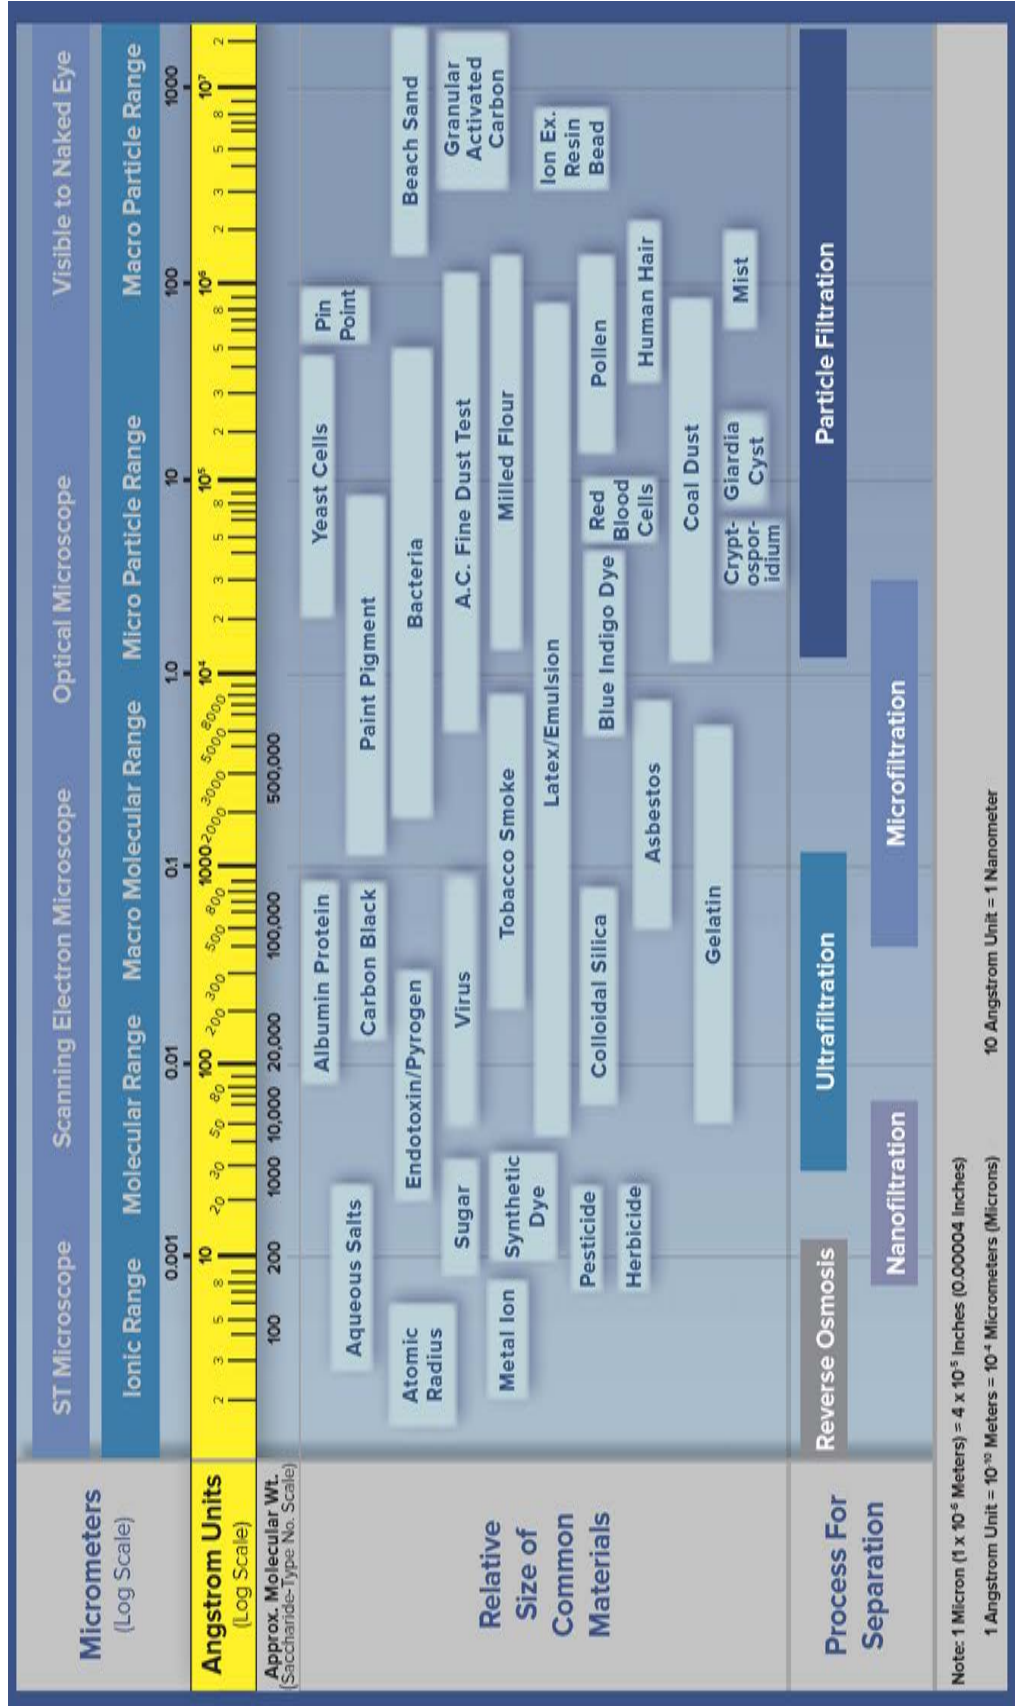 Micrometers
(Log Scale)
ST Microscope
Scanning Electron Microscope
Optical Microscope
Visible to Naked Eye
Ionic Range
Molecular Range
Macro Molecular Range
Micro Particle Range
Macro Particle Range
0.001
0.01
0.1
1.0
10
100
1000
Angstrom Units
(Log Scale)
2
3
5
8
10
20
30
50
80
100
200
300
500
800
1000
2000
3000
5000
8000
10⁴
2
3
5
8
10⁵
2
3
5
8
10⁶
2
3
5
8
10⁷
2
Approx. Molecular Wt.
(Saccharide-Type No. Scale)
100
200
1000
10,000
20,000
100,000
500,000
Relative
Size of
Common
Materials
Albumin Protein
Yeast Cells
Pin
Point
Aqueous Salts
Carbon Black
Paint Pigment
Atomic
Radius
Endotoxin/Pyrogen
Bacteria
Beach Sand
Sugar
Virus
A.C. Fine Dust Test
Granular
Activated
Carbon
Metal Ion
Synthetic
Dye
Tobacco Smoke
Milled Flour
Latex/Emulsion
Ion Ex.
Resin
Bead
Pesticide
Colloidal Silica
Blue Indigo Dye
Red
Blood
Cells
Pollen
Herbicide
Asbestos
Human Hair
Gelatin
Coal Dust
Crypt-
ospor-
idium
Giardia
Cyst
Mist
Process For
Separation
Reverse Osmosis
Ultrafiltration
Particle Filtration
Nanofiltration
Microfiltration
Note: 1 Micron (1 x 10⁻⁶ Meters) = 4 x 10⁻⁵ Inches (0.00004 Inches)
1 Angstrom Unit = 10⁻¹⁰ Meters = 10⁻⁴ Micrometers (Microns)
10 Angstrom Unit = 1 Nanometer